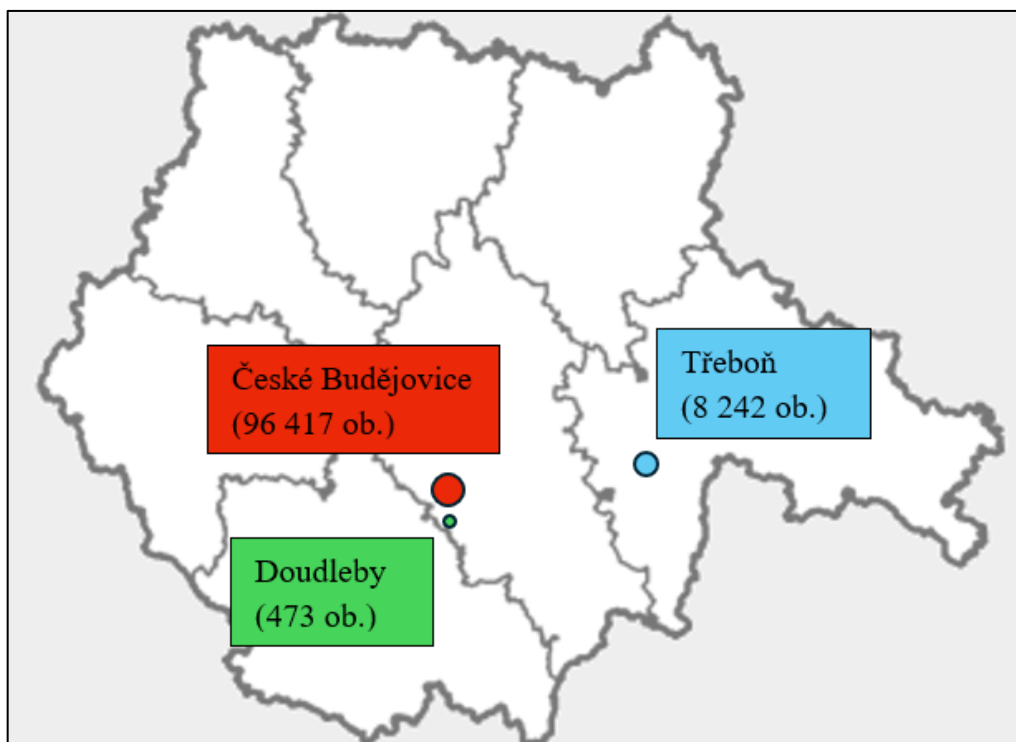 České Budějovice
(96 417 ob.)
Třeboň
(8 242 ob.)
Doudleby
(473 ob.)